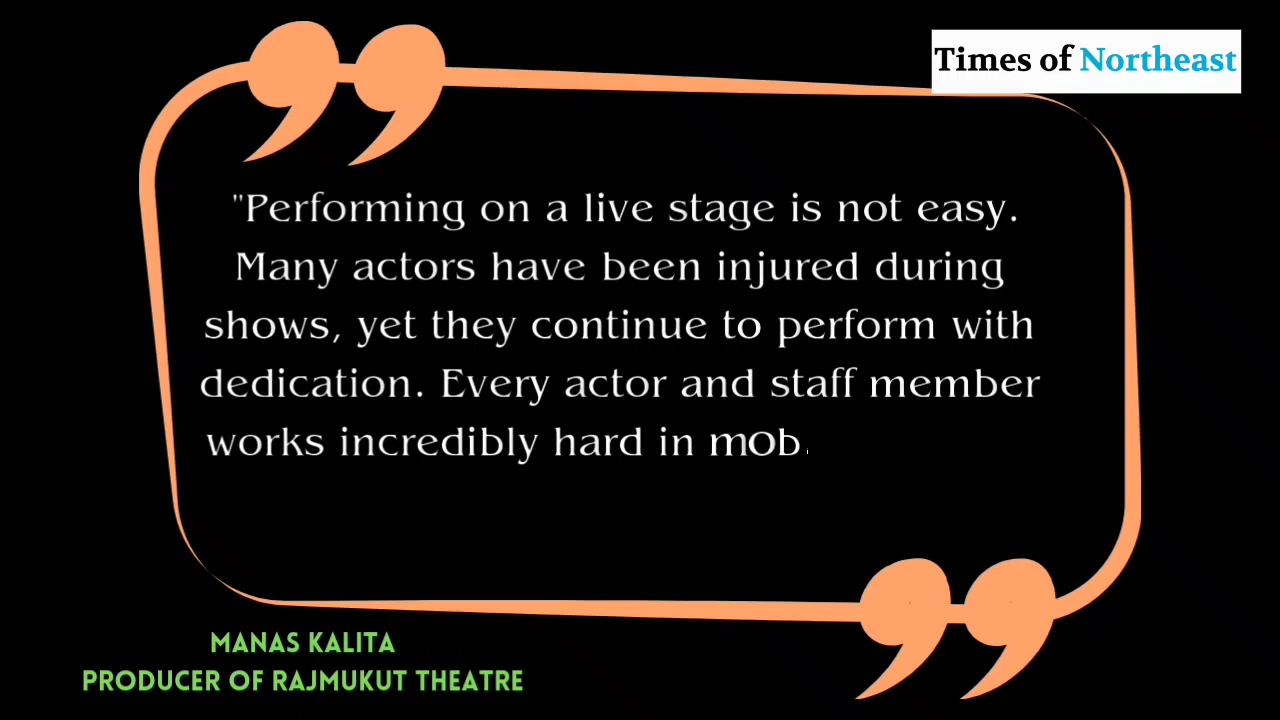 Times of Northeast
"Performing on a live stage is not easy.
Many actors have been injured during
shows, yet they continue to perform with
dedication. Every actor and staff member
works incredibly hard in mob
MANAS KALITA
PRODUCER OF RAJMUKUT THEATRE